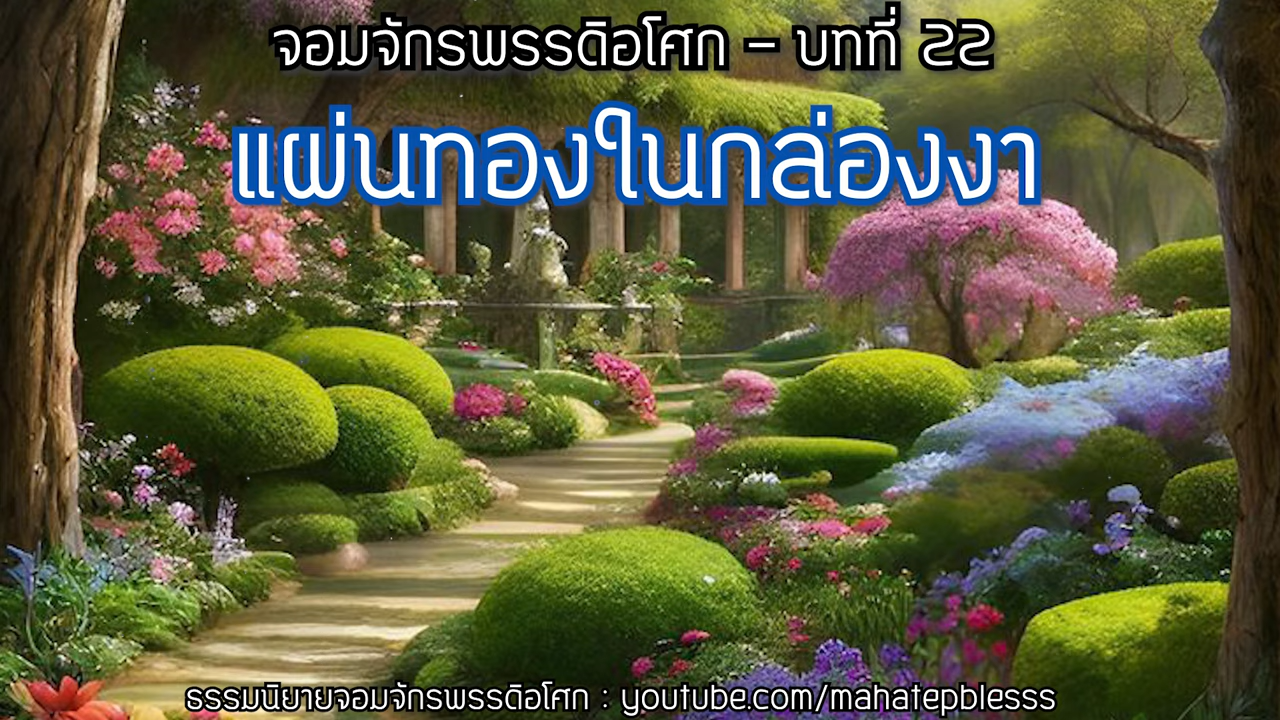 จอมจักรพรรดิอโศก – บทที่ 22
แผ่นทองในกล่องงา
ธรรมนิยายจอมจักรพรรดิอโศก : youtube.com/mahatepblesss